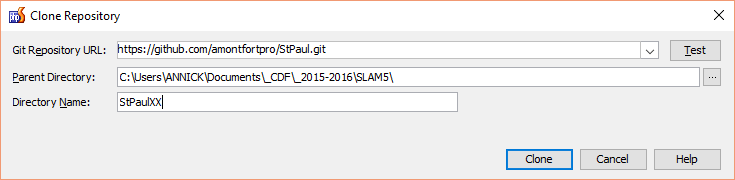 Clone Repository
Git Repository URL: https://github.com/amontfortpro/StPaul.git Test
Parent Directory: C:\Users\ANNICK\Documents\_CDF\_2015-2016\SLAM5\ ...
Directory Name: StPaulXX
Clone Cancel Help